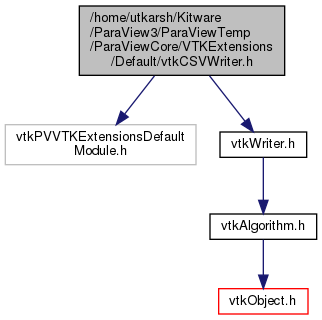 /home/utkarsh/Kitware
/ParaView3/ParaViewTemp
/ParaViewCore/VTKExtensions
/Default/vtkCSVWriter.h
vtkPVVTKExtensionsDefault
Module.h
vtkWriter.h
vtkAlgorithm.h
vtkObject.h